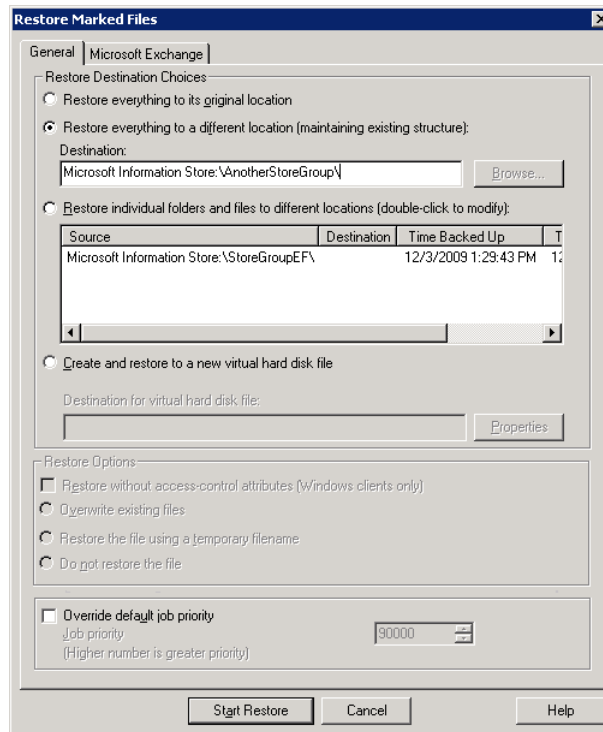 Restore Marked Files
General
Microsoft Exchange
Restore Destination Choices
Restore everything to its original location
Restore everything to a different location (maintaining existing structure):
Destination:
Microsoft Information Store:\AnotherStoreGroup\
Browse...
Restore individual folders and files to different locations (double-click to modify):
Source Destination Time Backed Up T
Microsoft Information Store:\StoreGroupEF\ 12/3/2009 1:29:43 PM 12
Create and restore to a new virtual hard disk file
Destination for virtual hard disk file:
Properties
Restore Options
Restore without access-control attributes (Windows clients only)
Overwrite existing files
Restore the file using a temporary filename
Do not restore the file
Override default job priority
Job priority 90000
(Higher number is greater priority)
Start Restore Cancel Help